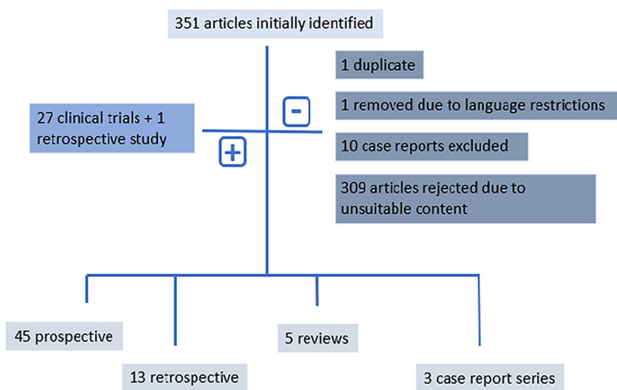 351 articles initially identified
1 duplicate
-
1 removed due to language restrictions
27 clinical trials + 1
retrospective study
+
10 case reports excluded
309 articles rejected due to
unsuitable content
45 prospective
5 reviews
13 retrospective
3 case report series